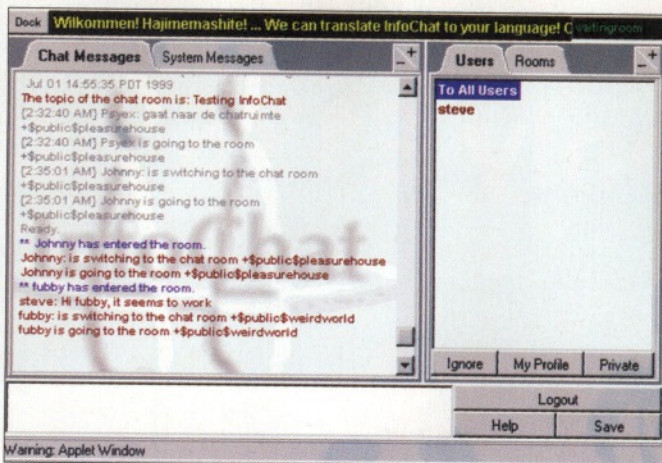 Dock Wilkommen! Hajimemashite! ... We can translate InfoChat to your language! C waitingroom
Chat Messages System Messages
Users Rooms
Jul 01 14:55:35 PDT 1999
The topic of the chat room is: Testing InfoChat
[2:32:40 AM] Psyex: gaat naar de chatruimte
+$public$pleasurehouse
[2:32:40 AM] Psyex is going to the room
+$public$pleasurehouse
[2:35:01 AM] Johnny: is switching to the chat room
+$public$pleasurehouse
[2:35:01 AM] Johnny is going to the room
+$public$pleasurehouse
Ready.
** Johnny has entered the room.
Johnny: is switching to the chat room +$public$pleasurehouse
Johnny is going to the room +$public$pleasurehouse
** fubby has entered the room.
steve: Hi fubby, it seems to work
fubby: is switching to the chat room +$public$weirdworld
fubby is going to the room +$public$weirdworld
To All Users
steve
Ignore My Profile Private
Logout
Help Save
Warning: Applet Window